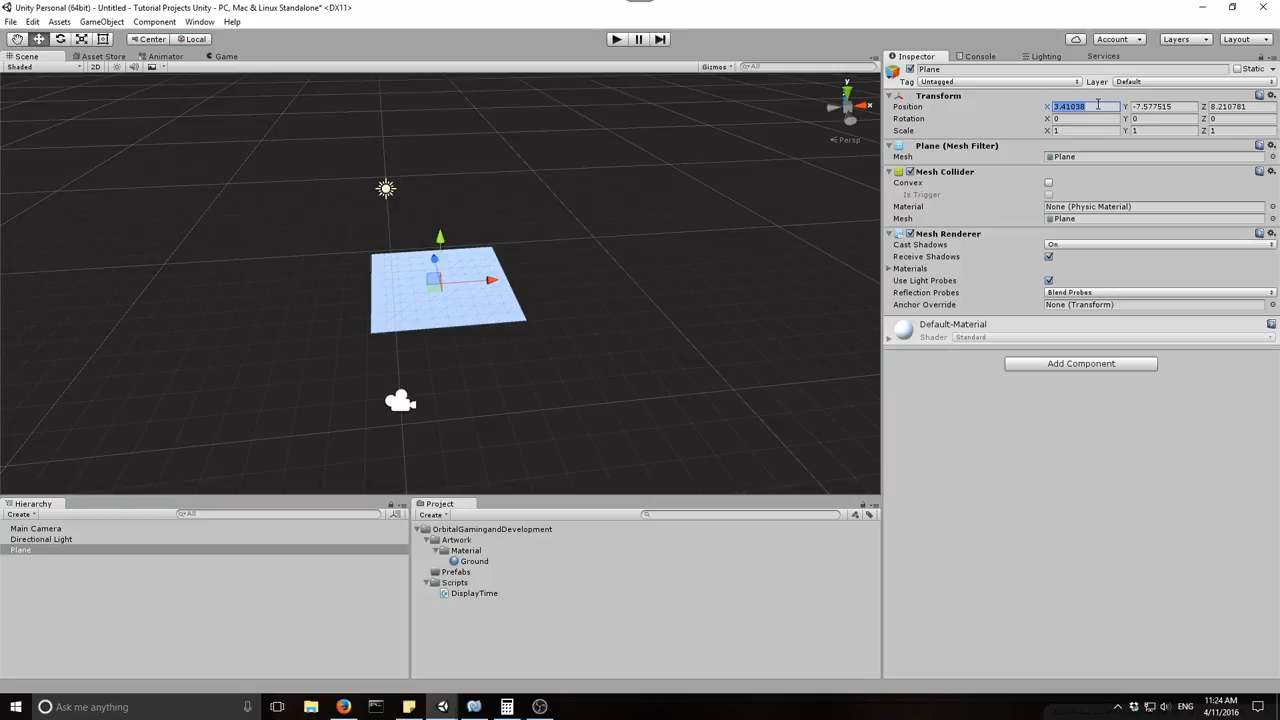 Unity Personal (64bit) - Untitled - Tutorial Projects Unity - PC, Mac & Linux Standalone* <DX11>
File Edit Assets GameObject Component Window Help
Center Local Account Layers Layout
Scene Asset Store Animator Game
Shaded 2D Gizmos All
y
x
Persp
Inspector Console Lighting Services
Plane Static
Tag Untagged Layer Default
Transform
Position X 3.41038 Y -7.577515 Z 8.210781
Rotation X 0 Y 0 Z 0
Scale X 1 Y 1 Z 1
Plane (Mesh Filter)
Mesh Plane
Mesh Collider
Convex
Is Trigger
Material None (Physic Material)
Mesh Plane
Mesh Renderer
Cast Shadows On
Receive Shadows
Materials
Use Light Probes
Reflection Probes Blend Probes
Anchor Override None (Transform)
Default-Material
Shader Standard
Add Component
Hierarchy
Create All
Main Camera
Directional Light
Plane
Project
Create
OrbitalGamingandDevelopment
Artwork
Material
Ground
Prefabs
Scripts
DisplayTime
Ask me anything
ENG
11:24 AM
4/11/2016